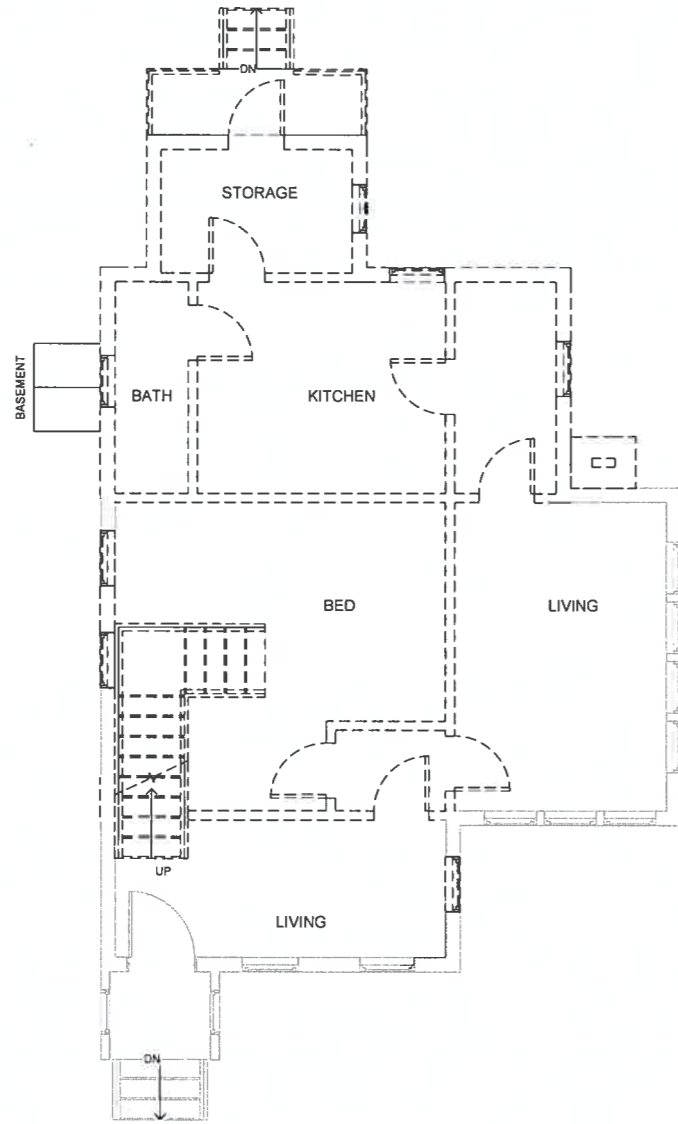 DN
STORAGE
BASEMENT
BATH
KITCHEN
BED
LIVING
UP
LIVING
DN